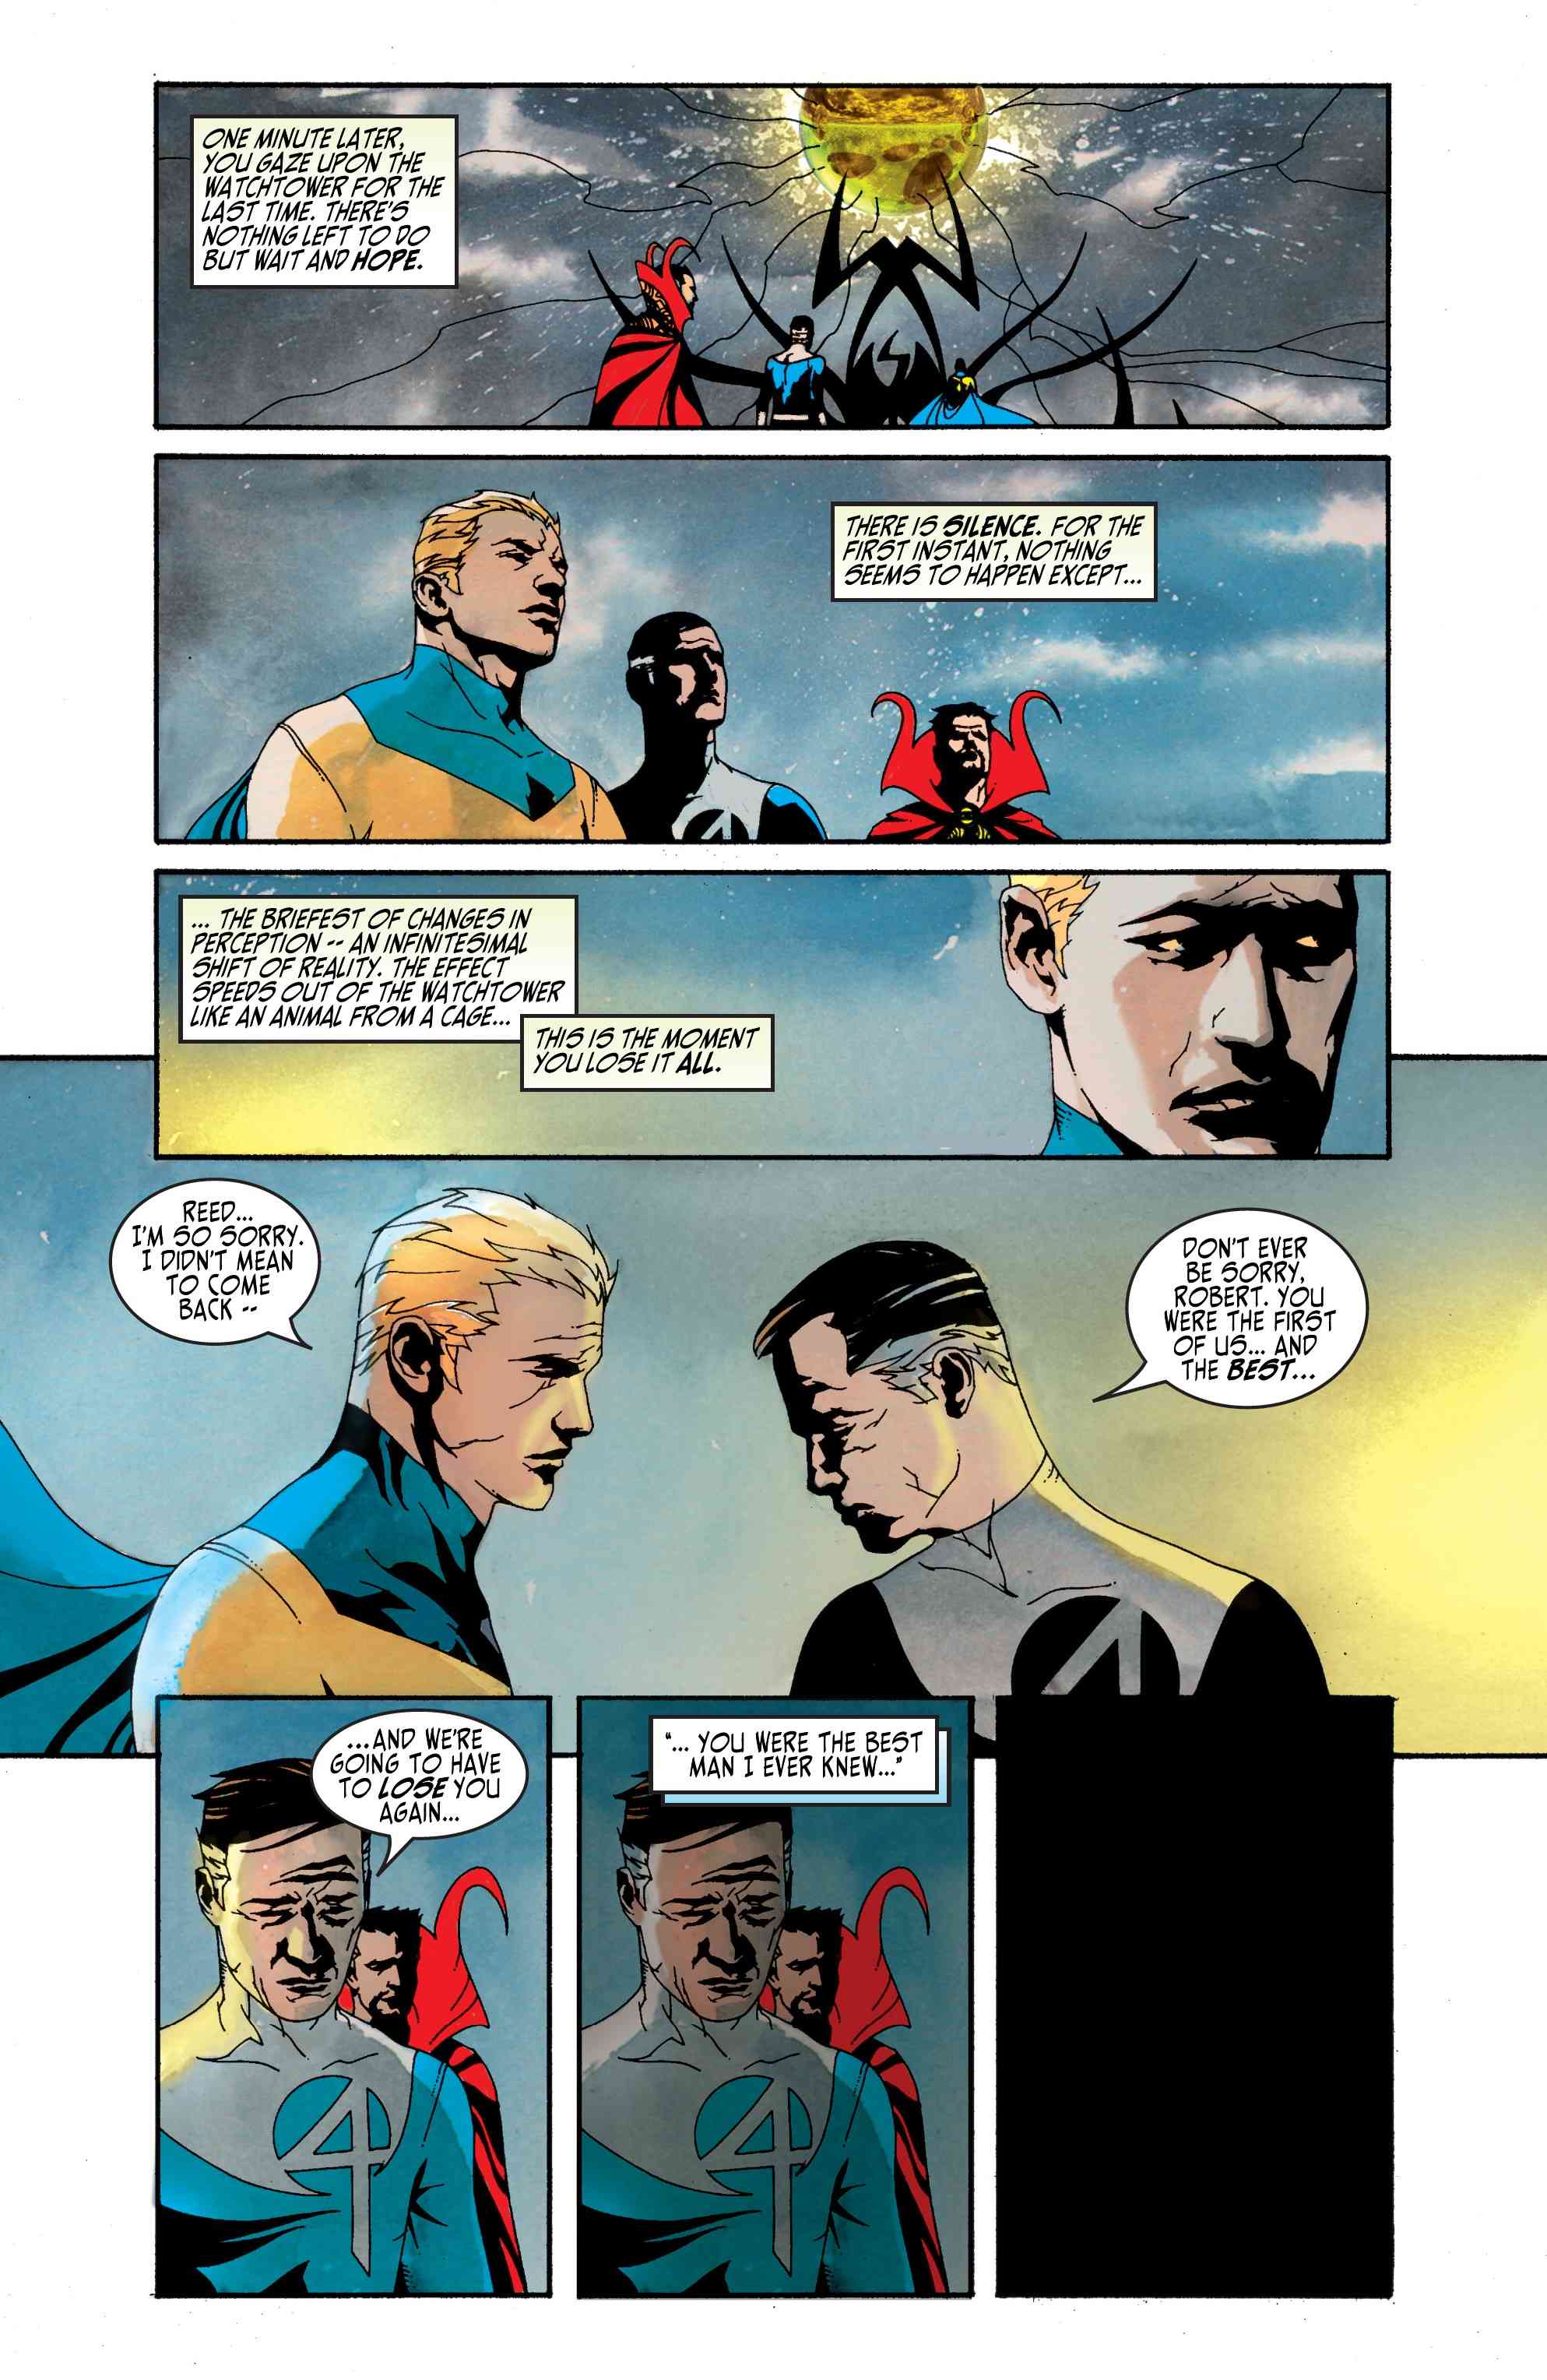 ONE MINUTE LATER,
YOU GAZE UPON THE
WATCHTOWER FOR THE
LAST TIME. THERE'S
NOTHING LEFT TO DO
BUT WAIT AND HOPE.
THERE IS SILENCE. FOR THE
FIRST INSTANT, NOTHING
SEEMS TO HAPPEN EXCEPT...
... THE BRIEFEST OF CHANGES IN
PERCEPTION -- AN INFINITESIMAL
SHIFT OF REALITY. THE EFFECT
SPEEDS OUT OF THE WATCHTOWER
LIKE AN ANIMAL FROM A CAGE...
THIS IS THE MOMENT
YOU LOSE IT ALL.
REED...
I'M SO SORRY.
I DIDN'T MEAN
TO COME
BACK --
DON'T EVER
BE SORRY,
ROBERT. YOU
WERE THE FIRST
OF US... AND
THE BEST...
...AND WE'RE
GOING TO HAVE
TO LOSE YOU
AGAIN...
"... YOU WERE THE BEST
MAN I EVER KNEW..."
4
4
4
4